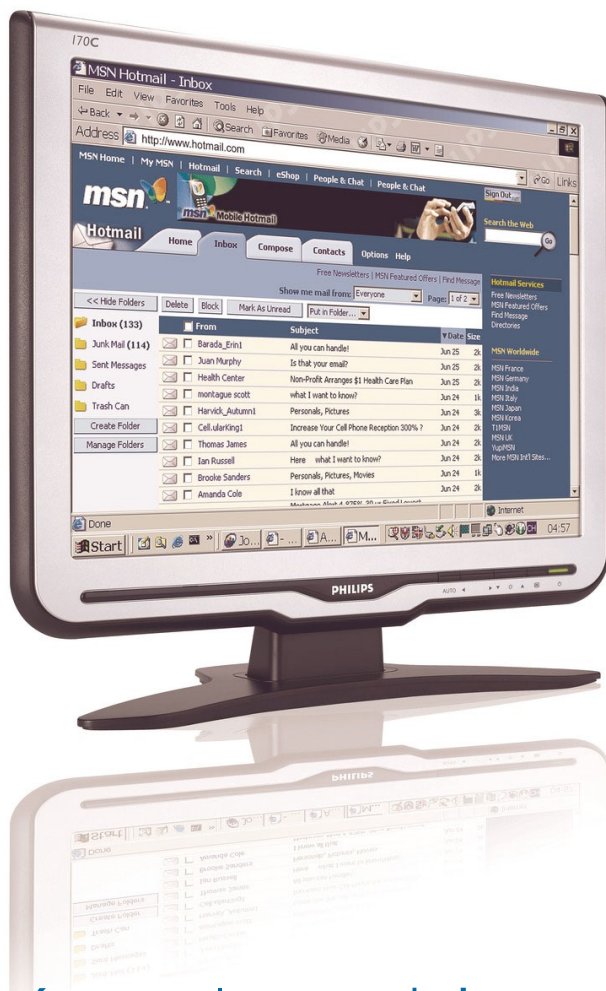 170C
MSN Hotmail - Inbox
File Edit View Favorites Tools Help
Back Search Favorites Media
Address http://www.hotmail.com Go Links
MSN Home | My MSN | Hotmail | Search | eShop | People & Chat | People & Chat
Sign Out
msn
msn Mobile Hotmail
Search the Web
Go
Hotmail
Home Inbox Compose Contacts Options Help
Free Newsletters | MSN Featured Offers | Find Message
Show me mail from: Everyone Page: 1 of 2
<< Hide Folders
Delete Block Mark As Unread Put in Folder...
From Subject Date Size
Inbox (133)
Junk Mail (114)
Sent Messages
Drafts
Trash Can
Create Folder
Manage Folders
Barada_Erin1 All you can handle! Jun 25 2k
Juan Murphy Is that your email? Jun 25 2k
Health Center Non-Profit Arranges $1 Health Care Plan Jun 25 2k
montague scott what I want to know? Jun 24 1k
Harvick_Autumn1 Personals, Pictures Jun 24 3k
Cell.ularKing1 Increase Your Cell Phone Reception 300% ? Jun 24 2k
Thomas James All you can handle! Jun 24 2k
Ian Russell Here what I want to know? Jun 24 2k
Brooke Sanders Personals, Pictures, Movies Jun 24 1k
Amanda Cole I know all that Jun 24 2k
Hotmail Services
Free Newsletters
MSN Featured Offers
Find Message
Directories
MSN Worldwide
MSN France
MSN Germany
MSN India
MSN Italy
MSN Japan
MSN Korea
T1MSN
MSN UK
YupMSN
More MSN Int'l Sites...
Done Internet
Start Jo... - ... A... M... 04:57
PHILIPS
AUTO